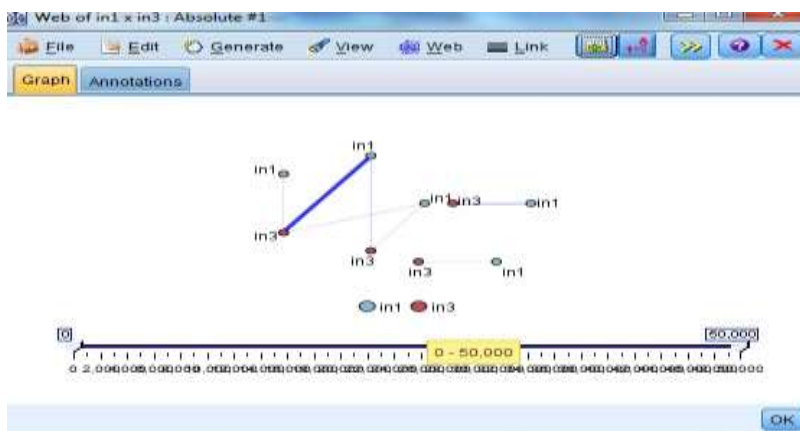 Web of in1 x in3 : Absolute #1
File Edit Generate View Web Link
Graph Annotations
in1
in1
in1 in3 in1
in3
in3 in3 in1
in1 in3
0 50,000
0 - 50,000
OK